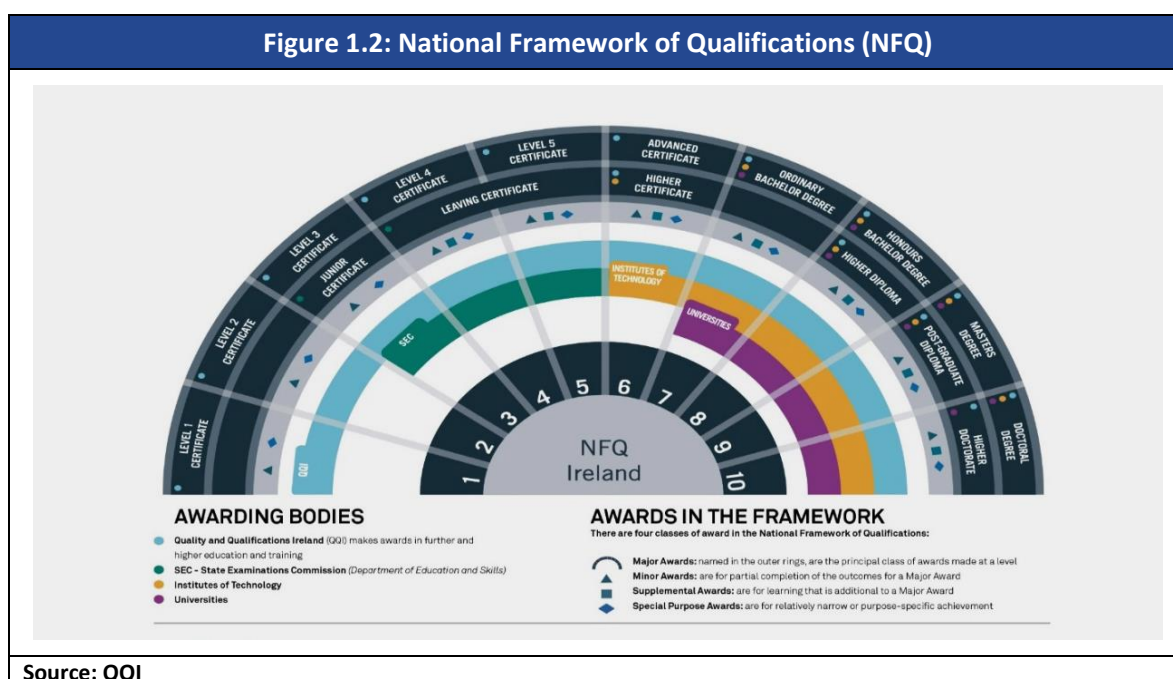 Figure 1.2: National Framework of Qualifications (NFQ)
LEVEL 1
CERTIFICATE
LEVEL 2
CERTIFICATE
LEVEL 3
CERTIFICATE
JUNIOR
CERTIFICATE
LEVEL 4
CERTIFICATE
LEAVING CERTIFICATE
LEVEL 5
CERTIFICATE
ADVANCED
CERTIFICATE
HIGHER
CERTIFICATE
ORDINARY
BACHELOR DEGREE
HONOURS
BACHELOR DEGREE
HIGHER DIPLOMA
MASTERS
DEGREE
POST-GRADUATE
DIPLOMA
DOCTORAL
DEGREE
HIGHER
DOCTORATE
QQI
SEC
INSTITUTES OF
TECHNOLOGY
UNIVERSITIES
1
2
3
4
5
6
7
8
9
10
NFQ
Ireland
AWARDING BODIES
Quality and Qualifications Ireland (QQI) makes awards in further and
higher education and training
SEC - State Examinations Commission (Department of Education and Skills)
Institutes of Technology
Universities
AWARDS IN THE FRAMEWORK
There are four classes of award in the National Framework of Qualifications:
Major Awards: named in the outer rings, are the principal class of awards made at a level
Minor Awards: are for partial completion of the outcomes for a Major Award
Supplemental Awards: are for learning that is additional to a Major Award
Special Purpose Awards: are for relatively narrow or purpose-specific achievement
Source: QQI